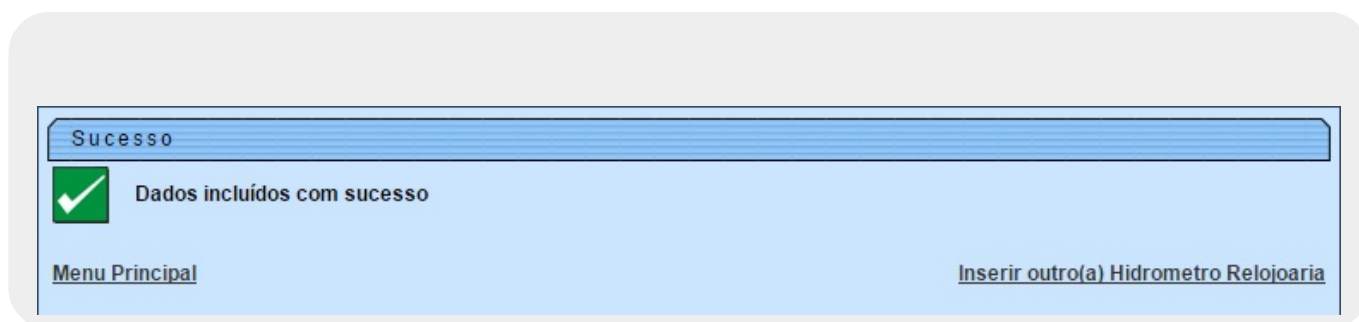 Sucesso
Dados incluídos com sucesso
Menu Principal
Inserir outro(a) Hidrometro Relojoaria